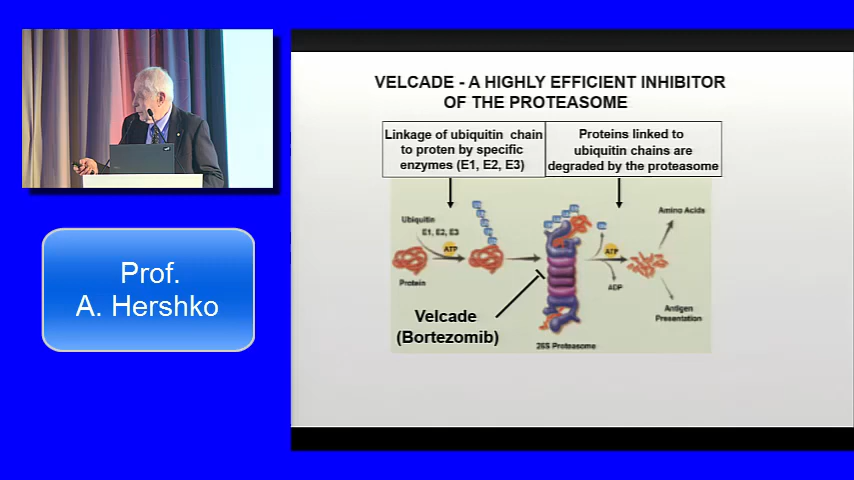 VELCADE - A HIGHLY EFFICIENT INHIBITOR
OF THE PROTEASOME
Linkage of ubiquitin chain
to proten by specific
enzymes (E1, E2, E3)
Proteins linked to
ubiquitin chains are
degraded by the proteasome
Ubiquitin
E1, E2, E3
ATP
Protein
Amino Acids
ATP
ADP
Antigen
Presentation
Velcade
(Bortezomib)
26S Proteasome
Prof.
A. Hershko